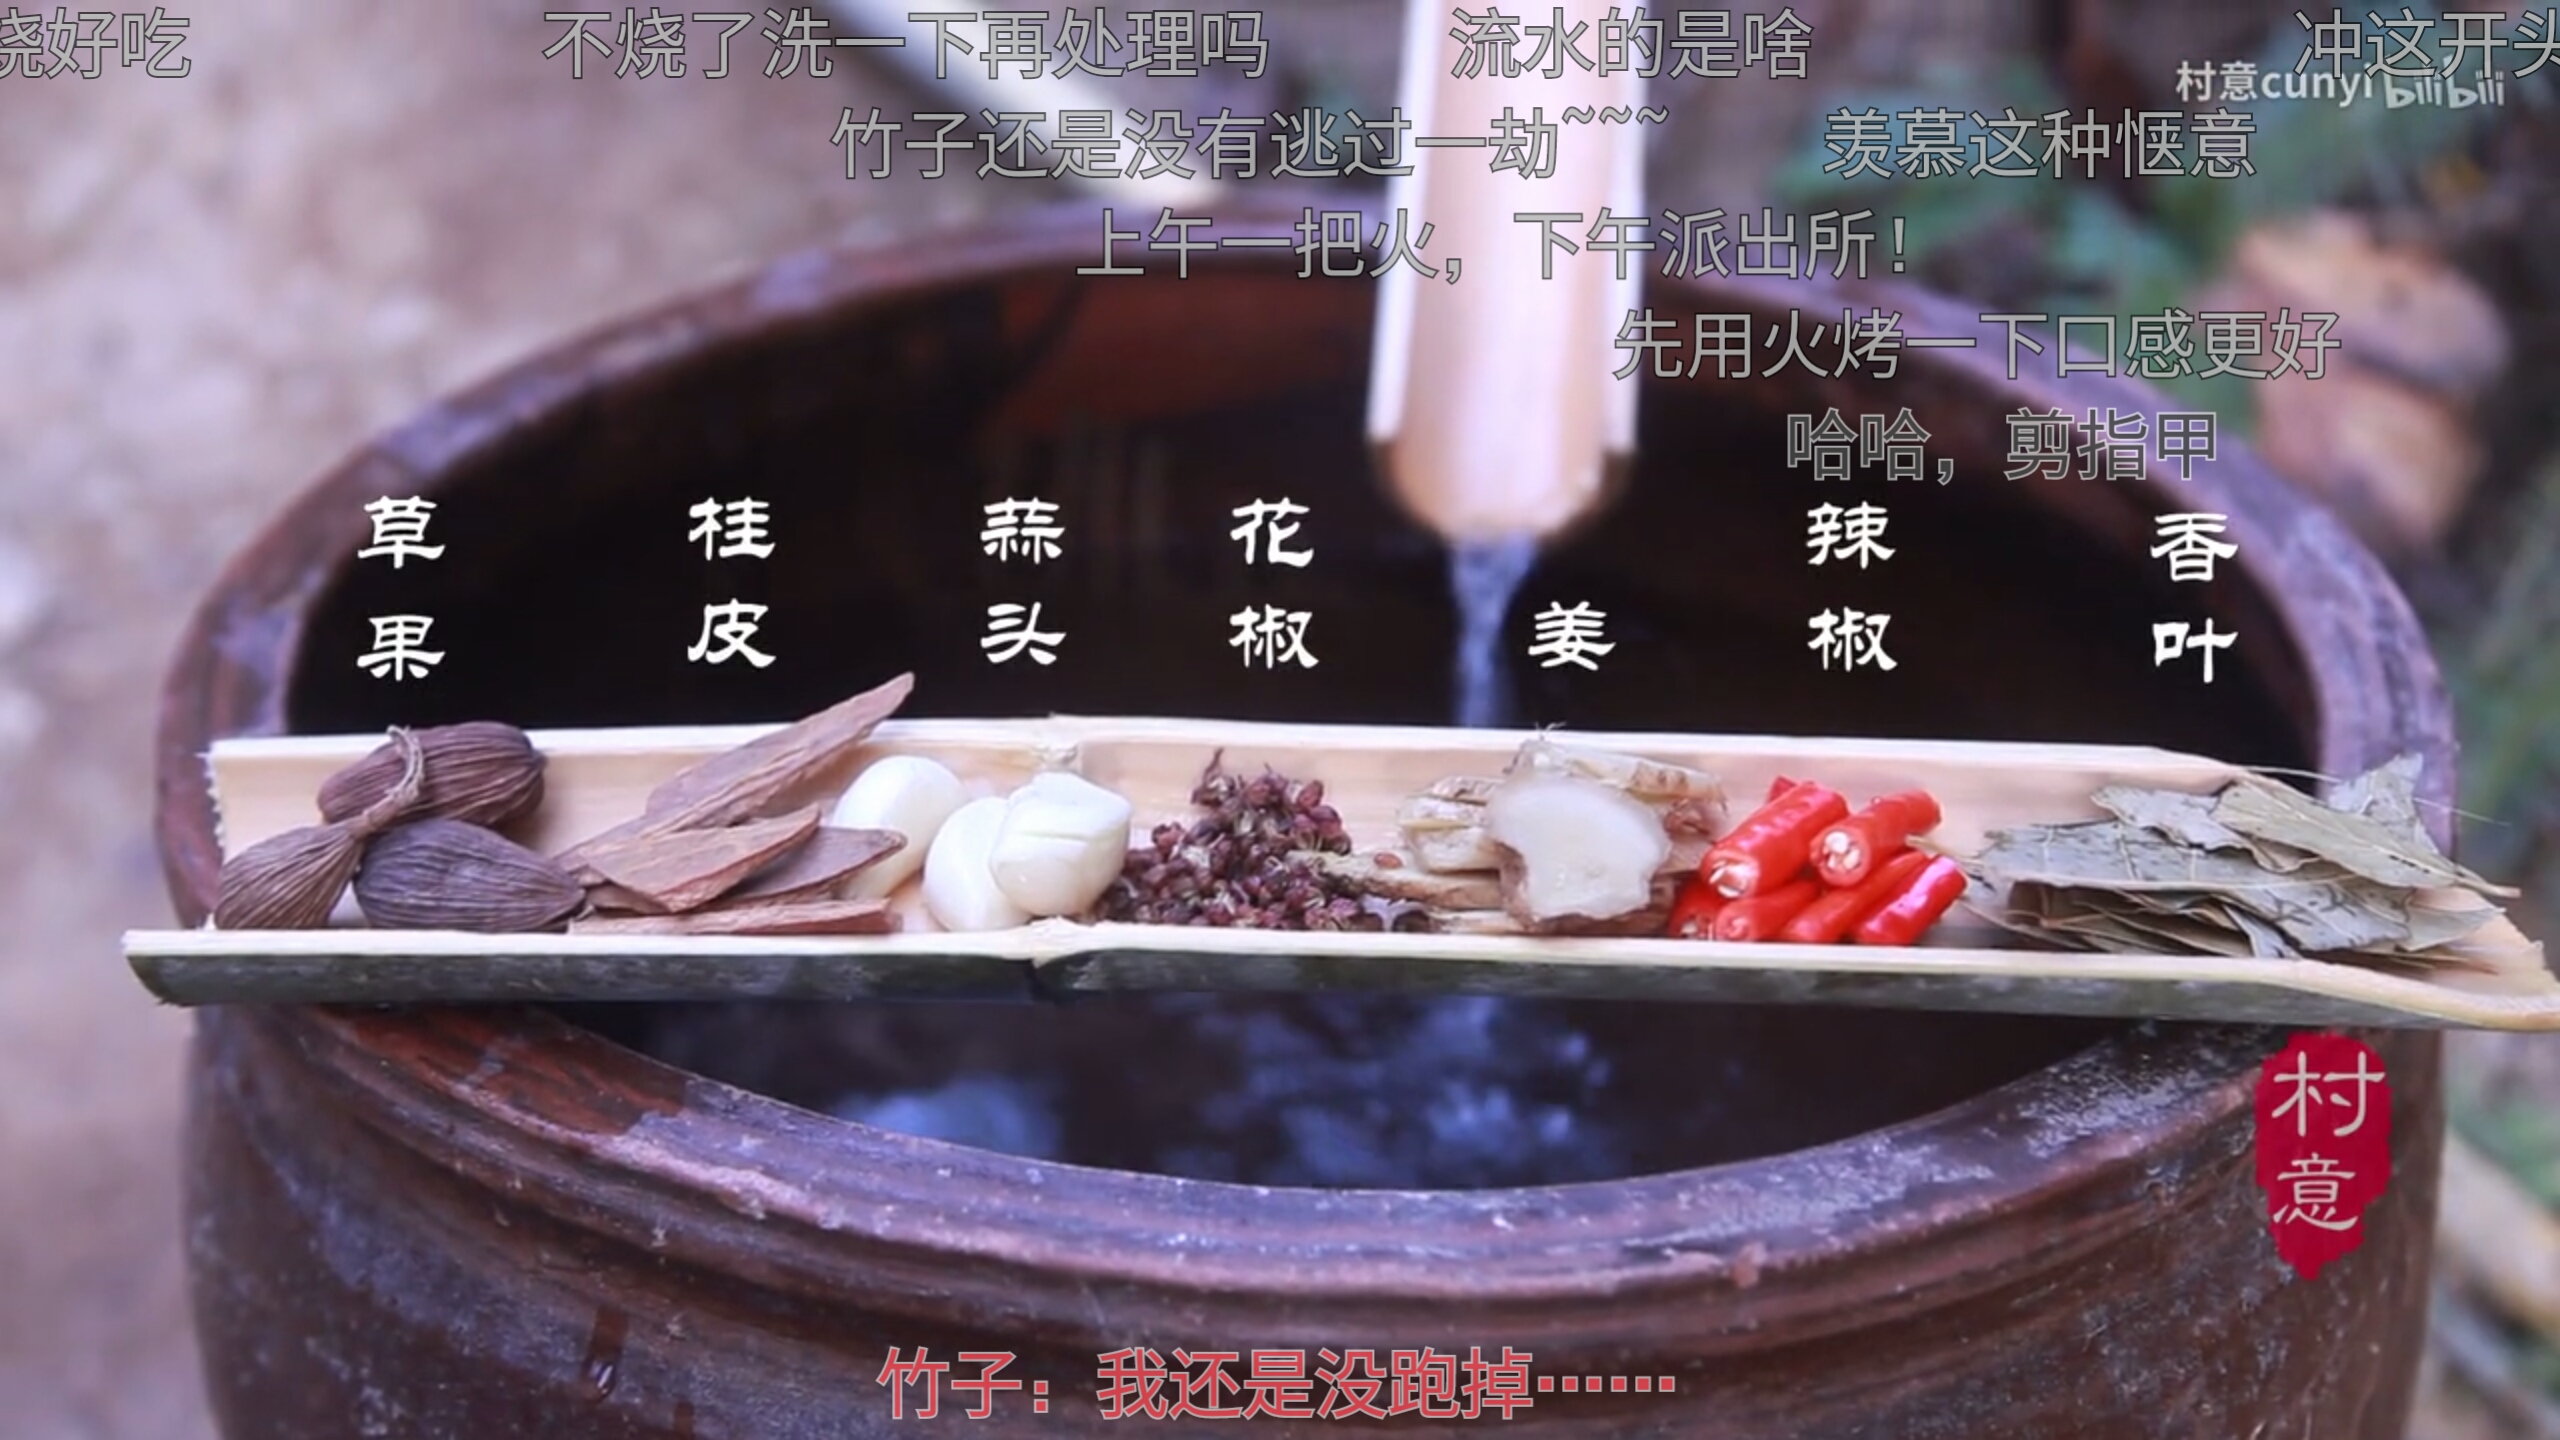 烧好吃
不烧了洗一下再处理吗
流水的是啥
冲这开头
村意cunyi bilibili
竹子还是没有逃过一劫~~~
羡慕这种惬意
上午一把火，下午派出所！
先用火烤一下口感更好
哈哈，剪指甲
草果
桂皮
蒜头
花椒
姜
辣椒
香叶
村意
竹子：我还是没跑掉……